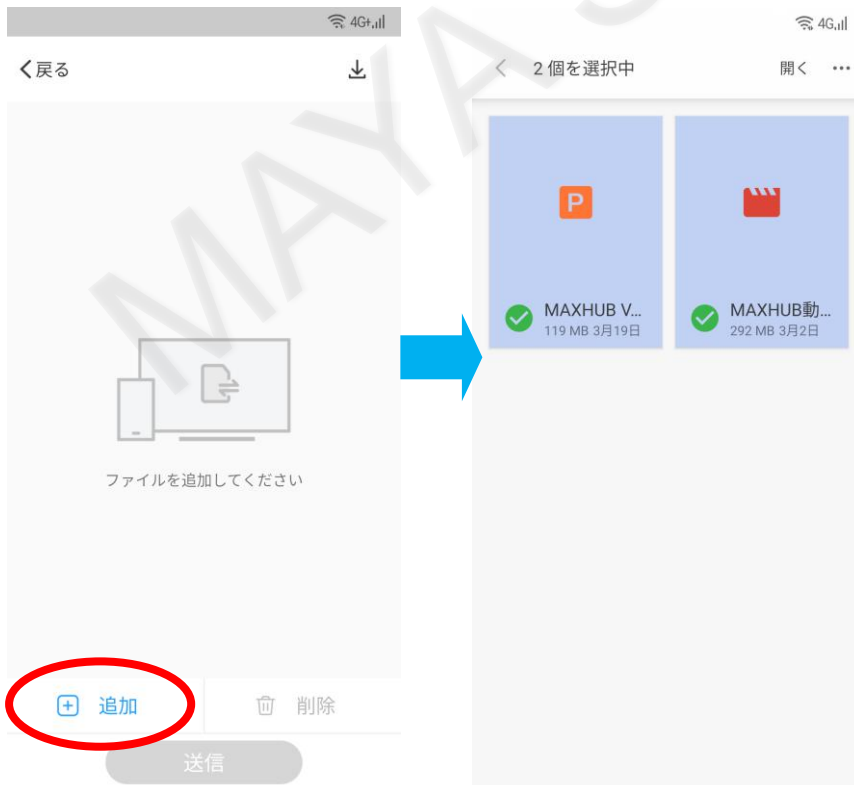 4G+
戻る
ファイルを追加してください
追加
削除
送信
4G
2個を選択中
開く
P
MAXHUB V...
119 MB 3月19日
MAXHUB動...
292 MB 3月2日
MAYA S